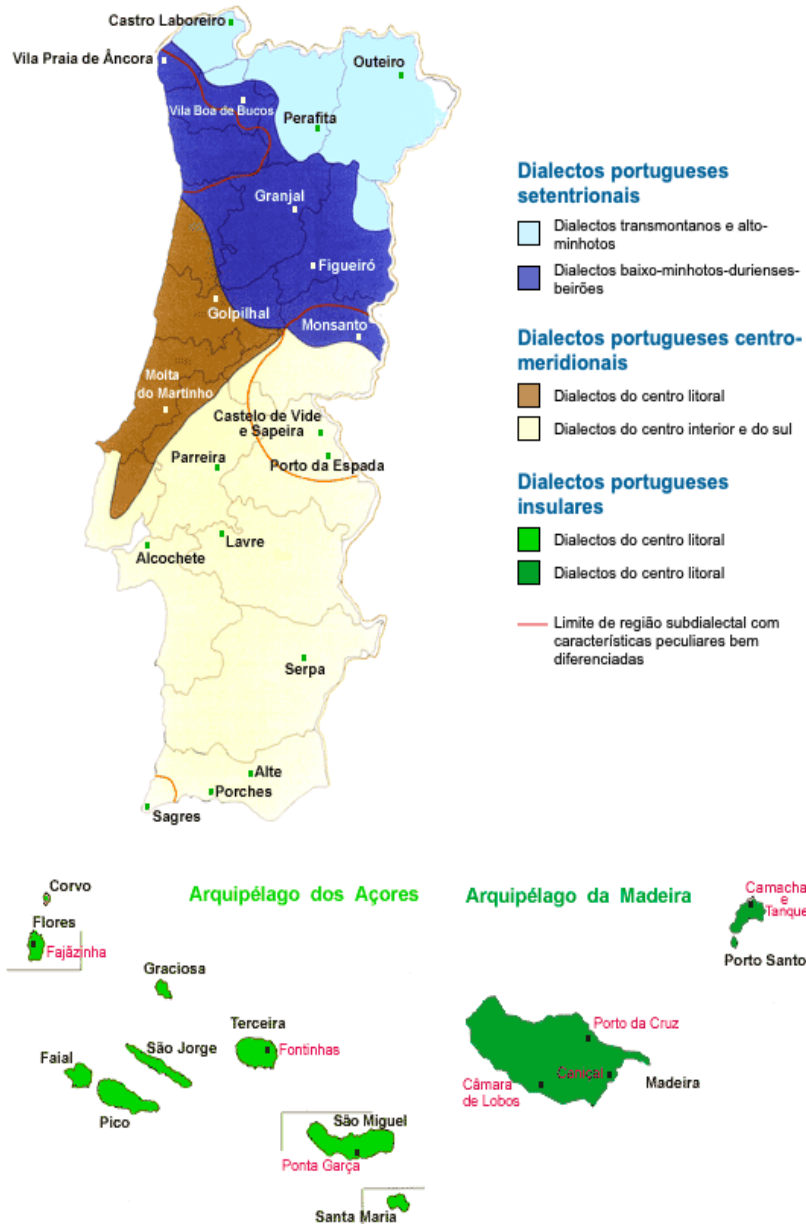 Castro Laboreiro
Vila Praia de Âncora
Outeiro
Vila Boa de Bucos
Perafita
Granjal
Figueiró
Golpilhal
Monsanto
Moita
do Martinho
Castelo de Vide
e Sapeira
Parreira
Porto da Espada
Lavre
Alcochete
Serpa
Alte
Porches
Sagres
Dialectos portugueses
setentrionais
Dialectos transmontanos e alto-
minhotos
Dialectos baixo-minhotos-durienses-
beirões
Dialectos portugueses centro-
meridionais
Dialectos do centro litoral
Dialectos do centro interior e do sul
Dialectos portugueses
insulares
Dialectos do centro litoral
Dialectos do centro litoral
Limite de região subdialectal com
características peculiares bem
diferenciadas
Arquipélago dos Açores
Corvo
Flores
Fajãzinha
Graciosa
Terceira
Fontinhas
São Jorge
Faial
Pico
São Miguel
Ponta Garça
Santa Maria
Arquipélago da Madeira
Camacha
e
Tanque
Porto Santo
Porto da Cruz
Caniçal
Madeira
Câmara
de Lobos